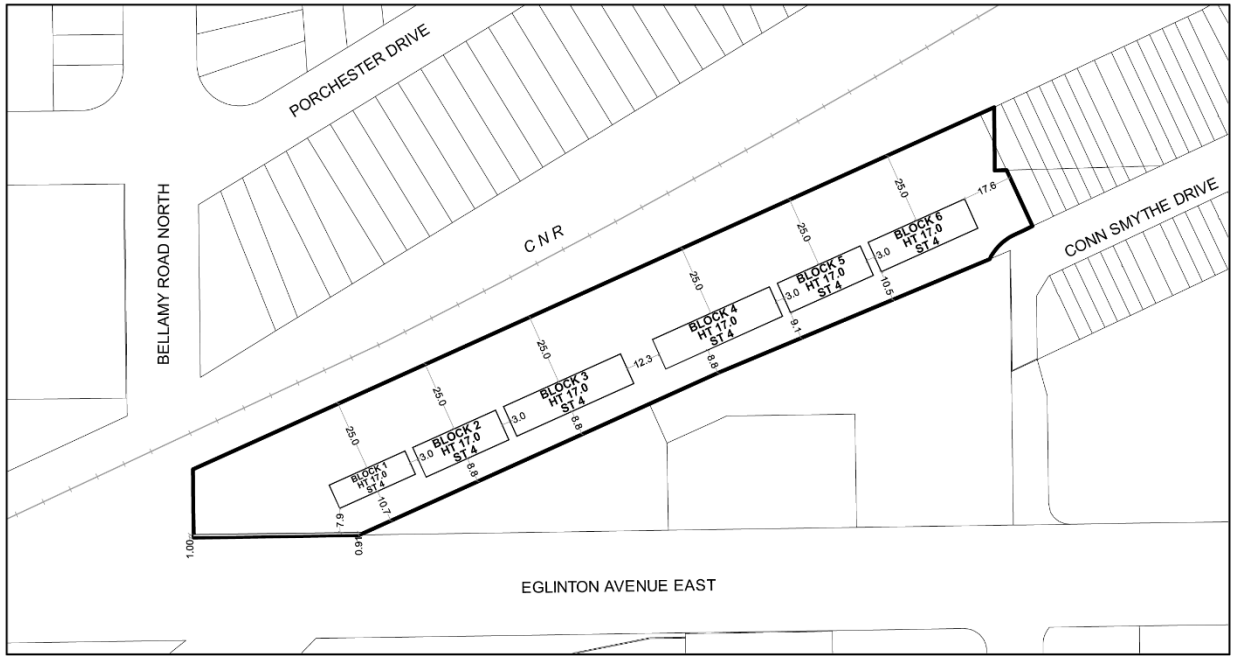 PORCHESTER DRIVE
BELLAMY ROAD NORTH
C N R
CONN SMYTHE DRIVE
25.0
17.6
BLOCK 6
HT 17.0
ST 4
3.0
10.5
25.0
BLOCK 5
HT 17.0
ST 4
3.0
9.1
25.0
BLOCK 4
HT 17.0
ST 4
8.8
12.3
25.0
BLOCK 3
HT 17.0
ST 4
8.8
3.0
25.0
BLOCK 2
HT 17.0
ST 4
8.8
3.0
25.0
BLOCK 1
HT 17.0
ST 4
10.7
7.9
1.00
0.91
EGLINTON AVENUE EAST